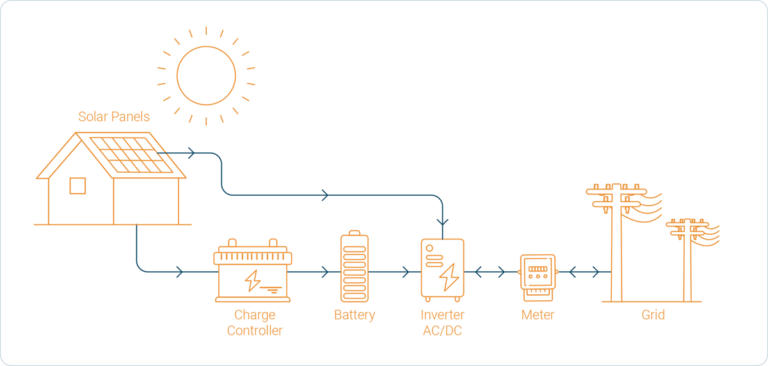 Solar Panels
Charge
Controller
Battery
Inverter
AC/DC
Meter
Grid